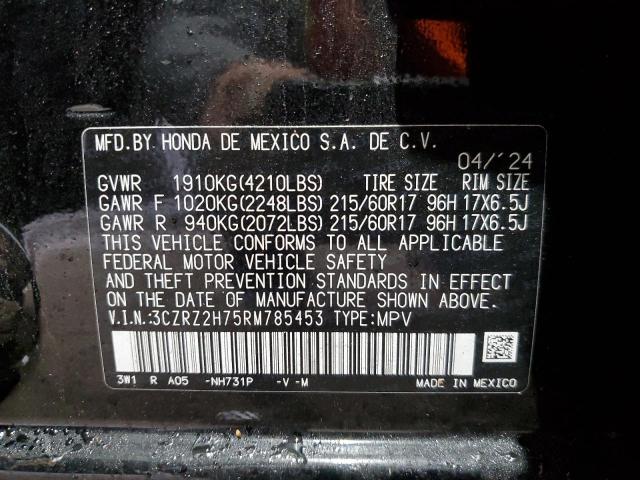 MFD.BY HONDA DE MEXICO S.A. DE C.V.
04/´24
GVWR 1910KG(4210LBS) TIRE SIZE RIM SIZE
GAWR F 1020KG(2248LBS) 215/60R17 96H 17X6.5J
GAWR R 940KG(2072LBS) 215/60R17 96H 17X6.5J
THIS VEHICLE CONFORMS TO ALL APPLICABLE
FEDERAL MOTOR VEHICLE SAFETY
AND THEFT PREVENTION STANDARDS IN EFFECT
ON THE DATE OF MANUFACTURE SHOWN ABOVE.
V.I.N.:3CZRZ2H75RM785453 TYPE:MPV
3W1 R A05 -NH731P -V -M MADE IN MEXICO